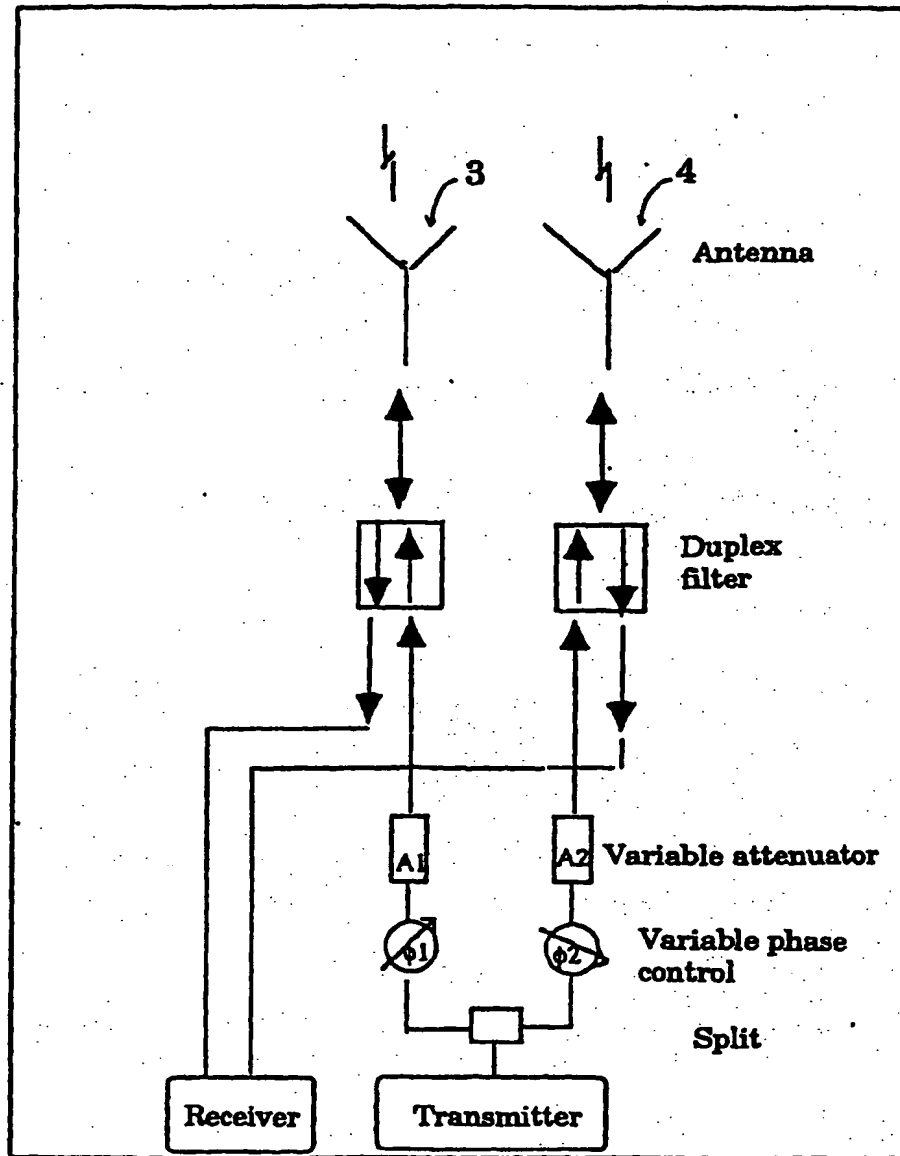 3
4
Antenna
Duplex
filter
A1
A2
Variable attenuator
ϕ1
ϕ2
Variable phase
control
Split
Receiver
Transmitter